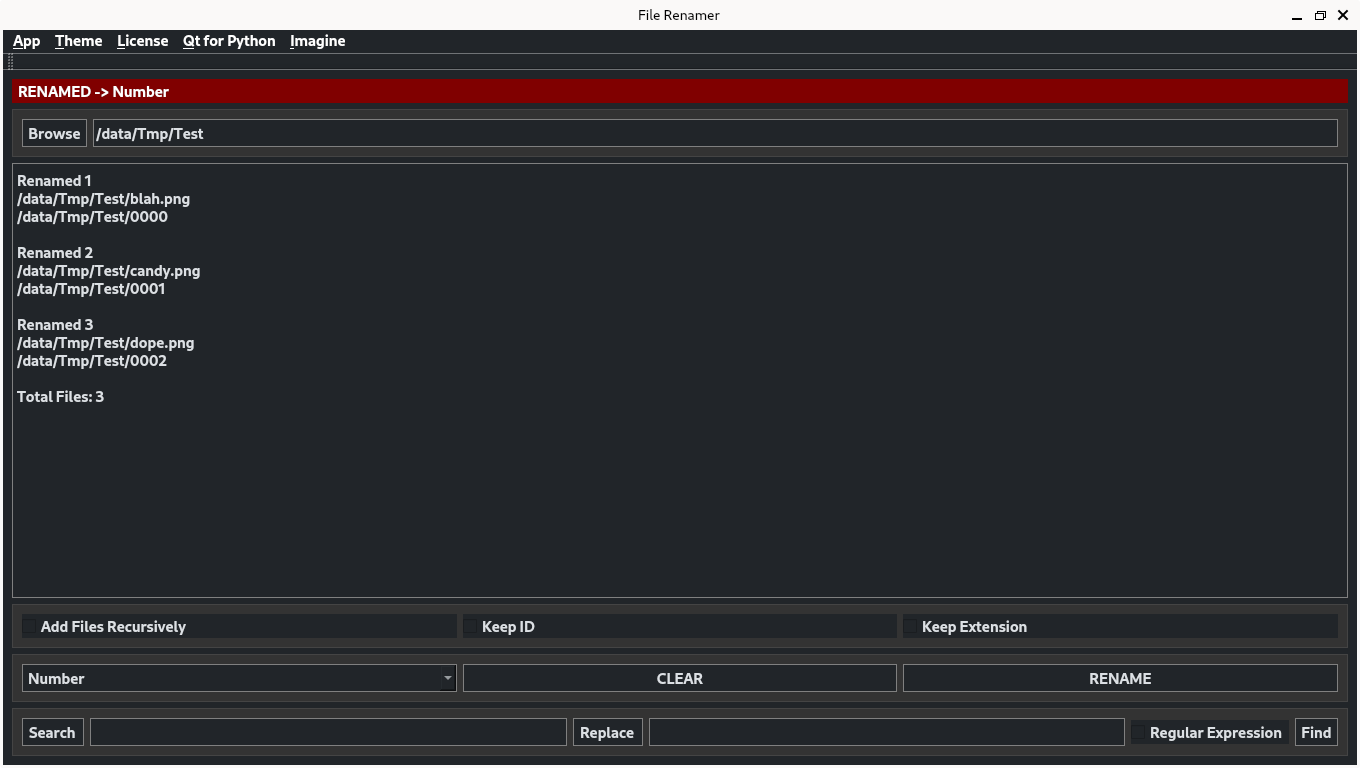 File Renamer
App Theme License Qt for Python Imagine
RENAMED -> Number
Browse /data/Tmp/Test
Renamed 1
/data/Tmp/Test/blah.png
/data/Tmp/Test/0000
Renamed 2
/data/Tmp/Test/candy.png
/data/Tmp/Test/0001
Renamed 3
/data/Tmp/Test/dope.png
/data/Tmp/Test/0002
Total Files: 3
Add Files Recursively Keep ID Keep Extension
Number CLEAR RENAME
Search Replace Regular Expression Find